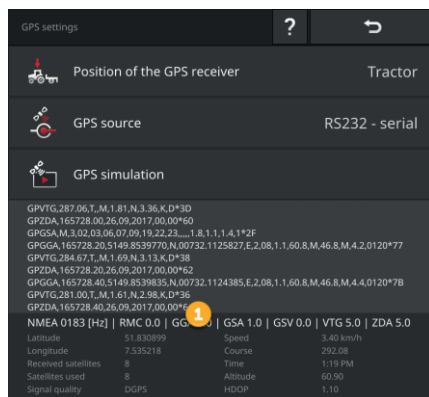 GPS settings ?
Position of the GPS receiver Tractor
GPS source RS232 - serial
GPS simulation
GPVTG,287.06,T,,M,1.81,N,3.36,K,D*3D
GPZDA,165728.00,26,09,2017,00,00*60
GPGSA,M,3,02,03,06,07,09,19,22,23,,,,,1.8,1.1,1.4,1*2F
GPGGA,165728.20,5149.8539770,N,00732.1125827,E,2,08,1.1,60.8,M,46.8,M,4.2,0120*77
GPVTG,284.67,T,,M,1.69,N,3.13,K,D*38
GPZDA,165728.20,26,09,2017,00,00*62
GPGGA,165728.40,5149.8539835,N,00732.1124385,E,2,08,1.1,60.8,M,46.8,M,4.4,0120*7B
GPVTG,281.00,T,,M,1.61,N,2.98,K,D*36
GPZDA,165728.40,26,09,2017,00,00*6
1
NMEA 0183 [Hz] | RMC 0.0 | | GSA 1.0 | GSV 0.0 | VTG 5.0 | ZDA 5.0
Latitude 51.830899 Speed 3.40 km/h
Longitude 7.535218 Course 292.08
Received satellites 8 Time 1:19 PM
Satellites used 8 Altitude 60.90
Signal quality DGPS HDOP 1.10